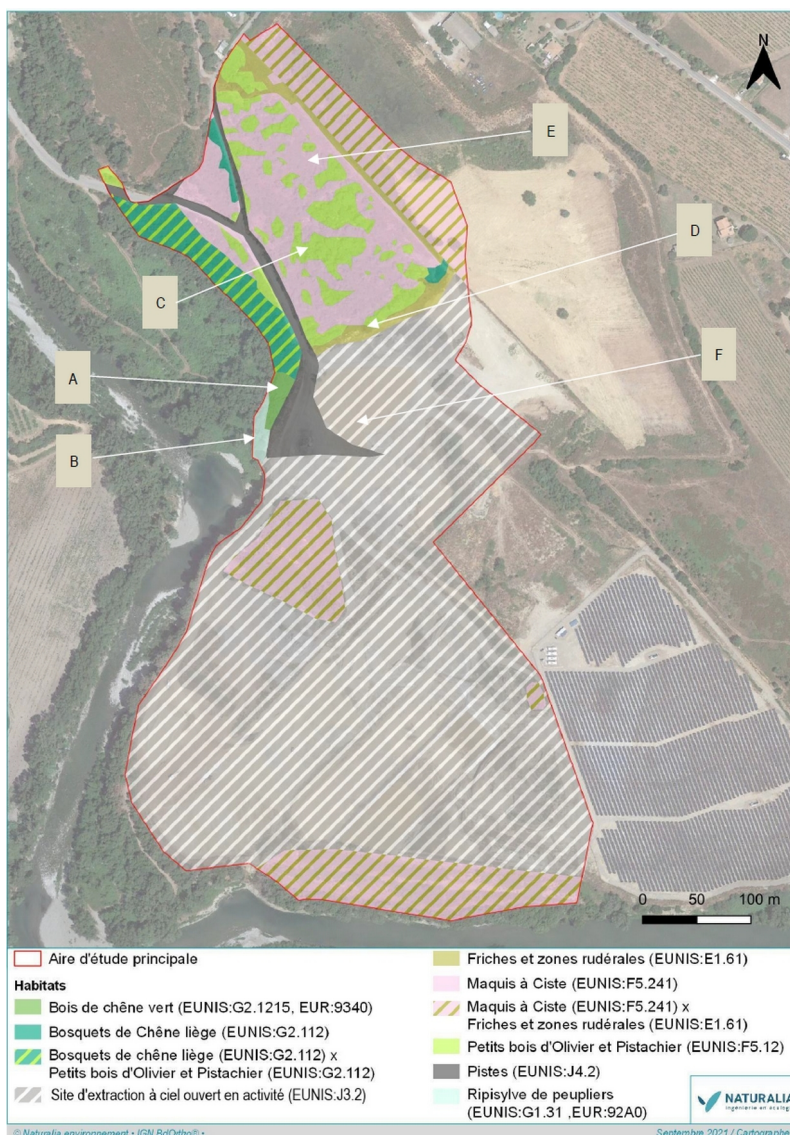 N
E
D
C
F
A
B
0 50 100 m
Aire d'étude principale
Habitats
Bois de chêne vert (EUNIS:G2.1215, EUR:9340)
Bosquets de Chêne liège (EUNIS:G2.112)
Bosquets de chêne liège (EUNIS:G2.112) x
Petits bois d'Olivier et Pistachier (EUNIS:G2.112)
Site d'extraction à ciel ouvert en activité (EUNIS:J3.2)
Friches et zones rudérales (EUNIS:E1.61)
Maquis à Ciste (EUNIS:F5.241)
Maquis à Ciste (EUNIS:F5.241) x
Friches et zones rudérales (EUNIS:E1.61)
Petits bois d'Olivier et Pistachier (EUNIS:F5.12)
Pistes (EUNIS:J4.2)
Ripisylve de peupliers
(EUNIS:G1.31 ,EUR:92A0)
NATURALIA
ingénierie en écologie
© Naturalia environnement • IGN BdOrtho® •
Septembre 2021 / Cartographe